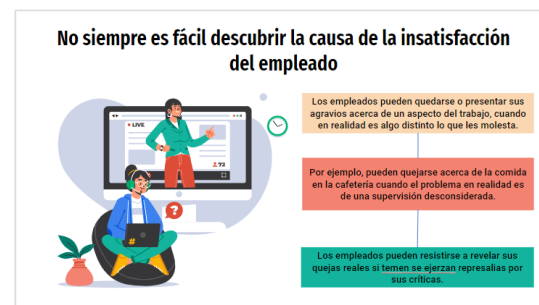 No siempre es fácil descubrir la causa de la insatisfacción
del empleado
LIVE
73
?
#
Los empleados pueden quedarse o presentar sus
agravios acerca de un aspecto del trabajo, cuando
en realidad es algo distinto lo que les molesta.
Por ejemplo, pueden quejarse acerca de la comida
en la cafetería cuando el problema en realidad es
de una supervisión desconsiderada.
Los empleados pueden resistirse a revelar sus
quejas reales si temen se ejerzan represalias por
sus críticas.